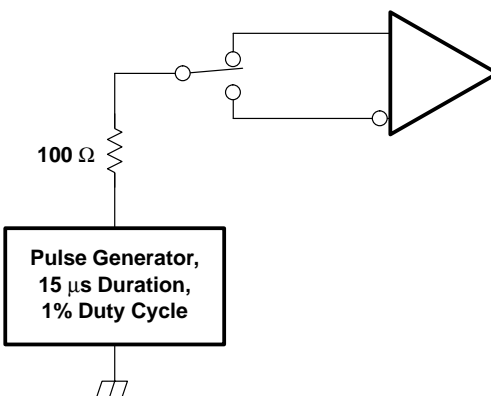 100 Ω
Pulse Generator,
15 μs Duration,
1% Duty Cycle